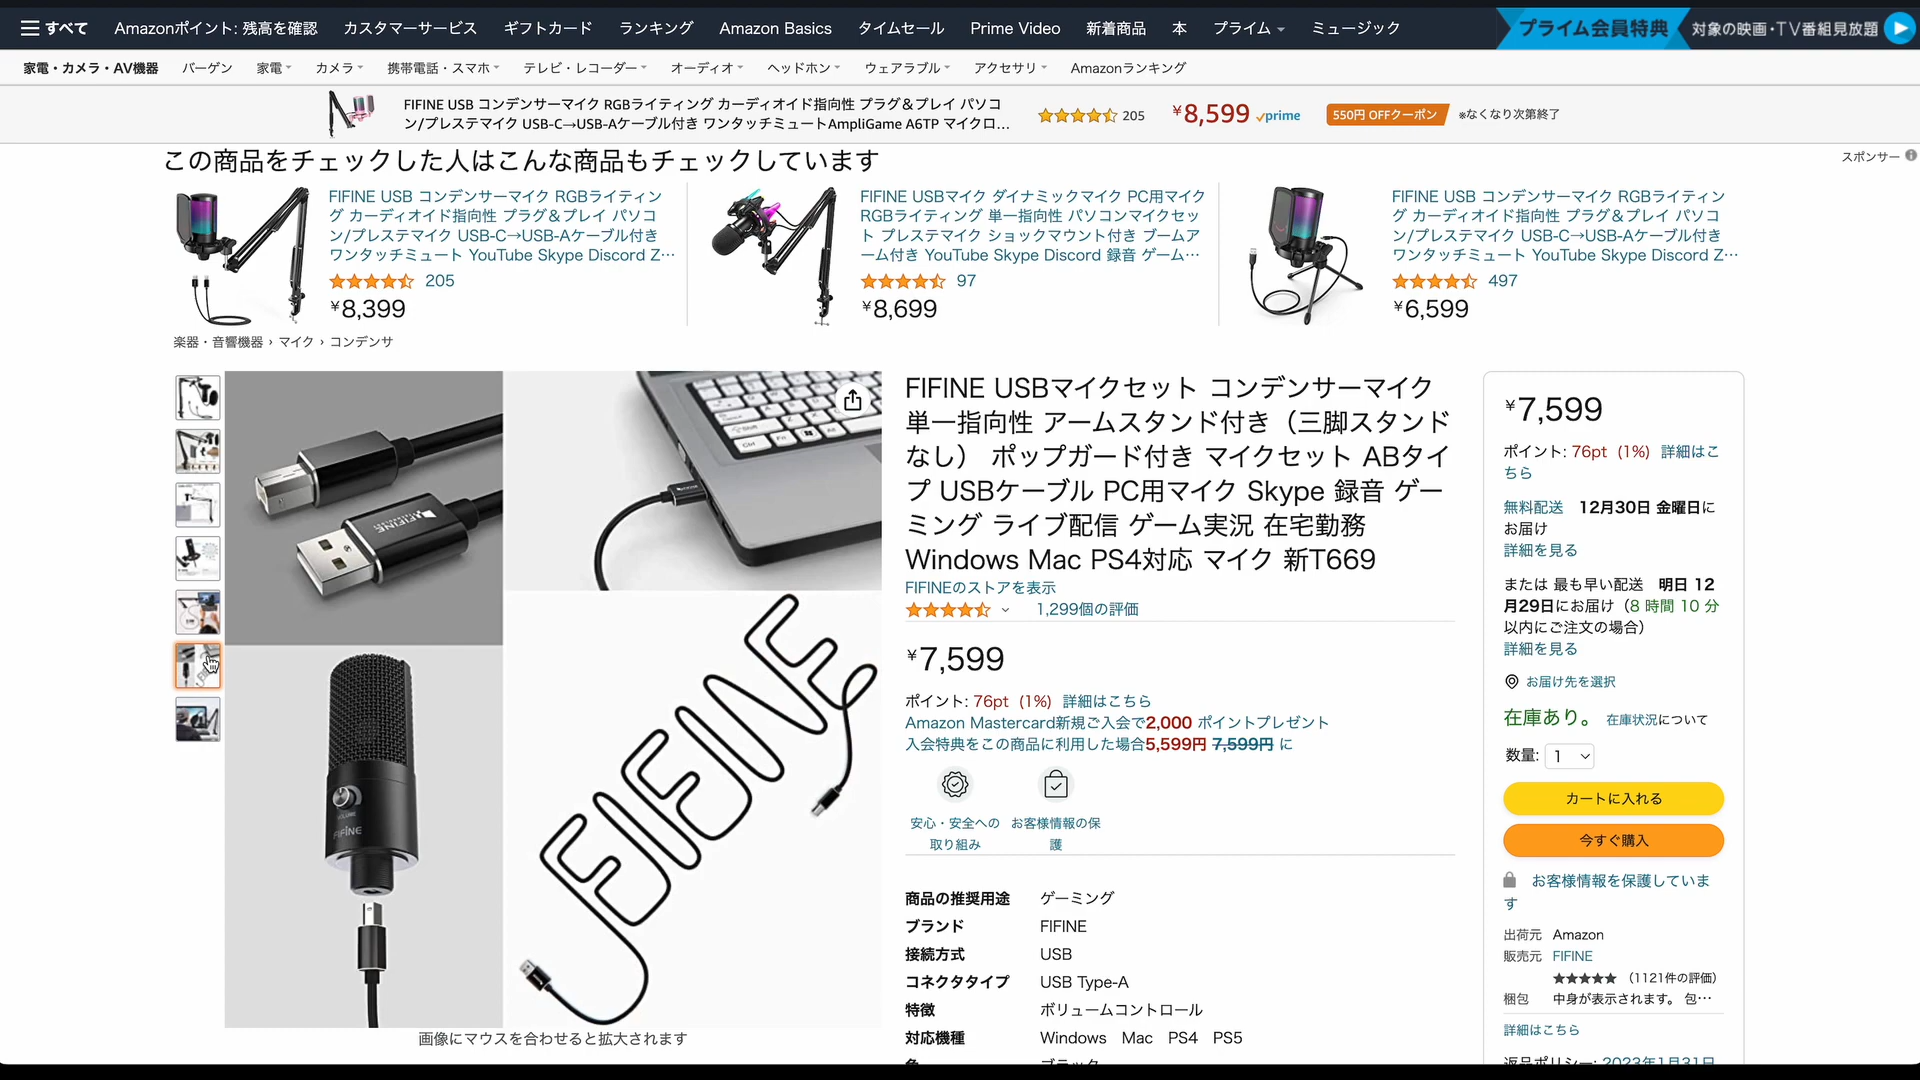 すべて Amazonポイント: 残高を確認 カスタマーサービス ギフトカード ランキング Amazon Basics タイムセール Prime Video 新着商品 本 プライム ミュージック プライム会員特典 対象の映画・TV番組見放題
家電・カメラ・AV機器 バーゲン 家電 カメラ 携帯電話・スマホ テレビ・レコーダー オーディオ ヘッドホン ウェアラブル アクセサリ Amazonランキング
FIFINE USB コンデンサーマイク RGBライティング カーディオイド指向性 プラグ＆プレイ パソコ
ン/プレステマイク USB-C→USB-Aケーブル付き ワンタッチミュートAmpliGame A6TP マイクロ…
205 ¥8,599 prime 550円 OFFクーポン ※なくなり次第終了
この商品をチェックした人はこんな商品もチェックしています
スポンサー
FIFINE USB コンデンサーマイク RGBライティン
グ カーディオイド指向性 プラグ＆プレイ パソコ
ン/プレステマイク USB-C→USB-Aケーブル付き
ワンタッチミュート YouTube Skype Discord Z…
205
¥8,399
FIFINE USBマイク ダイナミックマイク PC用マイク
RGBライティング 単一指向性 パソコンマイクセッ
ト プレステマイク ショックマウント付き ブームア
ーム付き YouTube Skype Discord 録音 ゲーム…
97
¥8,699
FIFINE USB コンデンサーマイク RGBライティン
グ カーディオイド指向性 プラグ＆プレイ パソコ
ン/プレステマイク USB-C→USB-Aケーブル付き
ワンタッチミュート YouTube Skype Discord Z…
497
¥6,599
楽器・音響機器 › マイク › コンデンサ
FIFINE
VOLUME
FIFINE
FIFINE
画像にマウスを合わせると拡大されます
FIFINE USBマイクセット コンデンサーマイク
単一指向性 アームスタンド付き（三脚スタンド
なし） ポップガード付き マイクセット ABタイ
プ USBケーブル PC用マイク Skype 録音 ゲー
ミング ライブ配信 ゲーム実況 在宅勤務
Windows Mac PS4対応 マイク 新T669
FIFINEのストアを表示
1,299個の評価
¥7,599
ポイント: 76pt (1%) 詳細はこちら
Amazon Mastercard新規ご入会で2,000 ポイントプレゼント
入会特典をこの商品に利用した場合5,599円 7,599円 に
安心・安全への
取り組み
お客様情報の保
護
商品の推奨用途 ゲーミング
ブランド FIFINE
接続方式 USB
コネクタタイプ USB Type-A
特徴 ボリュームコントロール
対応機種 Windows Mac PS4 PS5
色 ブラック
¥7,599
ポイント: 76pt (1%) 詳細はこ
ちら
無料配送 12月30日 金曜日に
お届け
詳細を見る
または 最も早い配送 明日 12
月29日にお届け（8 時間 10 分
以内にご注文の場合）
詳細を見る
お届け先を選択
在庫あり。 在庫状況について
数量: 1
カートに入れる
今すぐ購入
お客様情報を保護していま
す
出荷元 Amazon
販売元 FIFINE
★★★★★ （1121件の評価）
梱包 中身が表示されます。 包…
詳細はこちら
返品ポリシー: 2023年1月31日